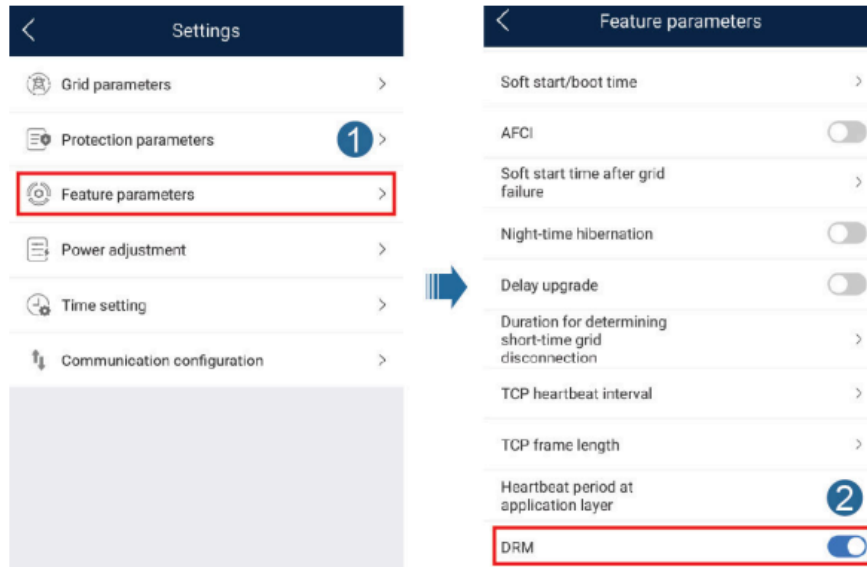 Settings
Grid parameters
Protection parameters
1
Feature parameters
Power adjustment
Time setting
Communication configuration
Feature parameters
Soft start/boot time
AFCI
Soft start time after grid
failure
Night-time hibernation
Delay upgrade
Duration for determining
short-time grid
disconnection
TCP heartbeat interval
TCP frame length
Heartbeat period at
application layer
2
DRM